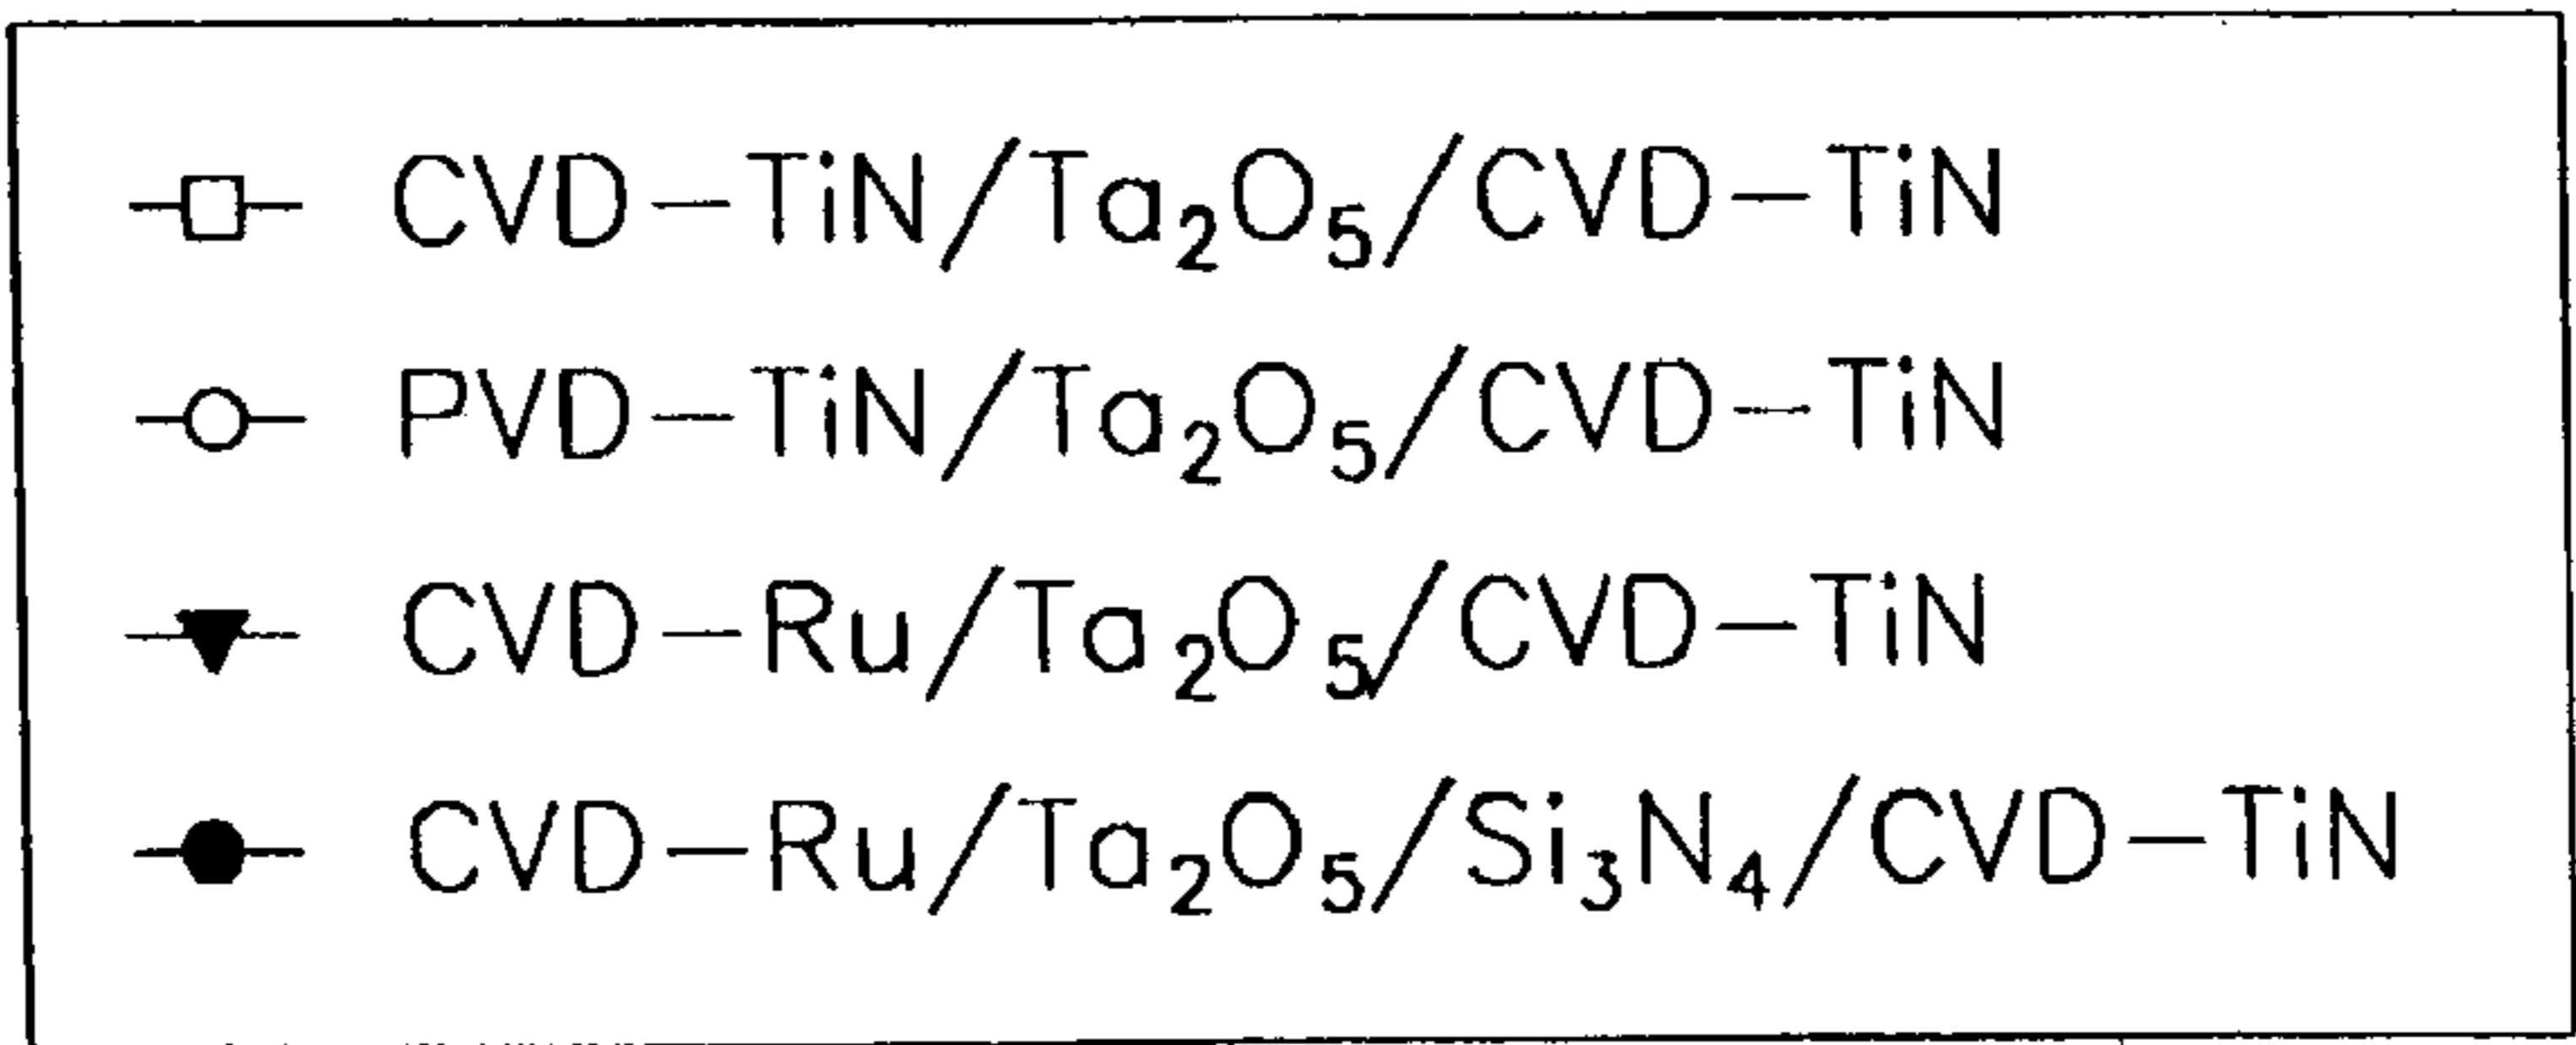 CVD-TiN/Ta₂O₅/CVD-TiN
PVD-TiN/Ta₂O₅/CVD-TiN
CVD-Ru/Ta₂O₅/CVD-TiN
CVD-Ru/Ta₂O₅/Si₃N₄/CVD-TiN